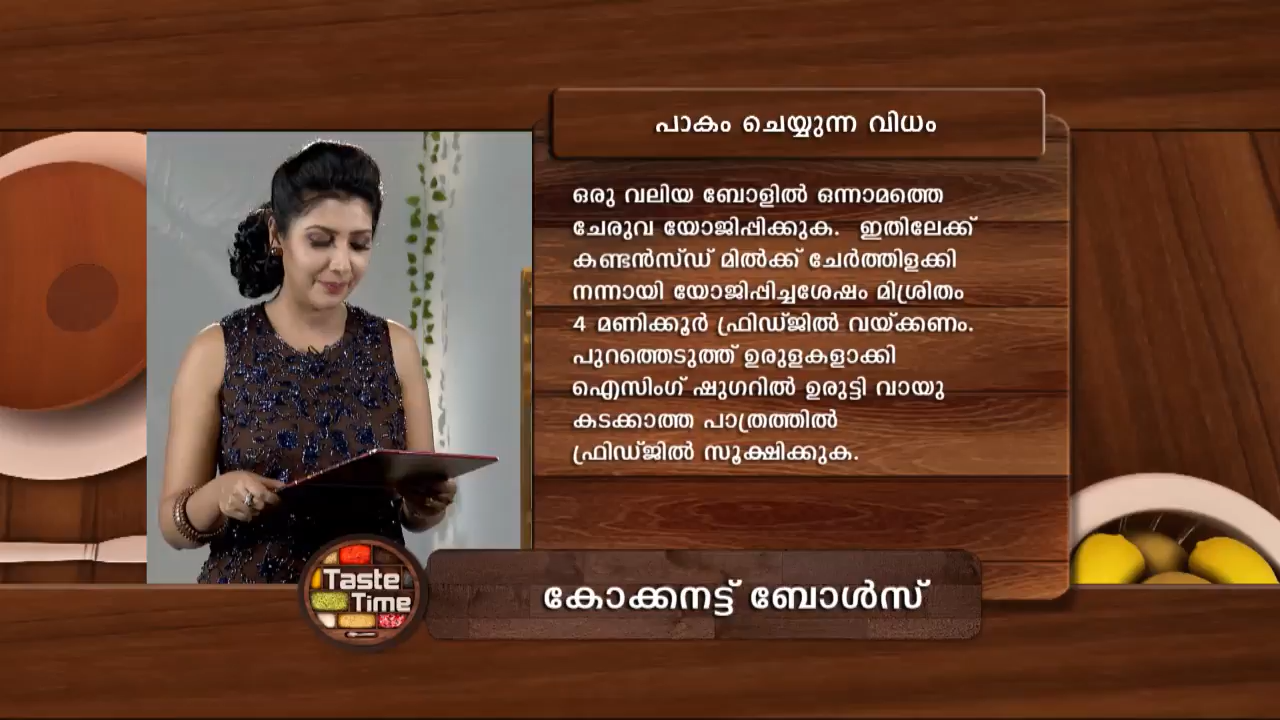 പാകം ചെയ്യുന്ന വിധം
ഒരു വലിയ ബോളിൽ ഒന്നാമത്തെ
ചേരുവ യോജിപ്പിക്കുക. ഇതിലേക്ക്
കണ്ടൻസ്ഡ് മിൽക്ക് ചേർത്തിളക്കി
നന്നായി യോജിപ്പിച്ചശേഷം മിശ്രിതം
4 മണിക്കൂർ ഫ്രിഡ്ജിൽ വയ്ക്കണം.
പുറത്തെടുത്ത് ഉരുളകളാക്കി
ഐസിംഗ് ഷുഗറിൽ ഉരുട്ടി വായു
കടക്കാത്ത പാത്രത്തിൽ
ഫ്രിഡ്ജിൽ സൂക്ഷിക്കുക.
Taste
Time
കോക്കനട്ട് ബോൾസ്